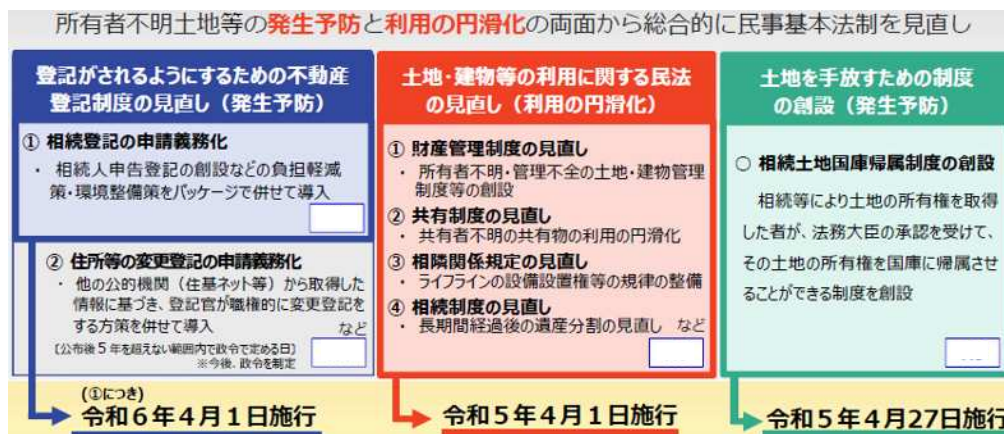 所有者不明土地等の発生予防と利用の円滑化の両面から総合的に民事基本法制を見直し
登記がされるようにするための不動産
登記制度の見直し（発生予防）
① 相続登記の申請義務化
・ 相続人申告登記の創設などの負担軽減
策・環境整備策をパッケージで併せて導入
② 住所等の変更登記の申請義務化
・ 他の公的機関（住基ネット等）から取得した
情報に基づき、登記官が職権的に変更登記を
する方策を併せて導入 など
〔公布後５年を超えない範囲内で政令で定める日〕
※今後、政令を制定
(①につき)
令和６年４月１日施行
土地・建物等の利用に関する民法
の見直し（利用の円滑化）
① 財産管理制度の見直し
・ 所有者不明・管理不全の土地・建物管理
制度等の創設
② 共有制度の見直し
・ 共有者不明の共有物の利用の円滑化
③ 相隣関係規定の見直し
・ ライフラインの設備設置権等の規律の整備
④ 相続制度の見直し
・ 長期間経過後の遺産分割の見直し など
令和５年４月１日施行
土地を手放すための制度
の創設（発生予防）
○ 相続土地国庫帰属制度の創設
相続等により土地の所有権を取得
した者が、法務大臣の承認を受けて、
その土地の所有権を国庫に帰属させ
ることができる制度を創設
令和５年４月27日施行